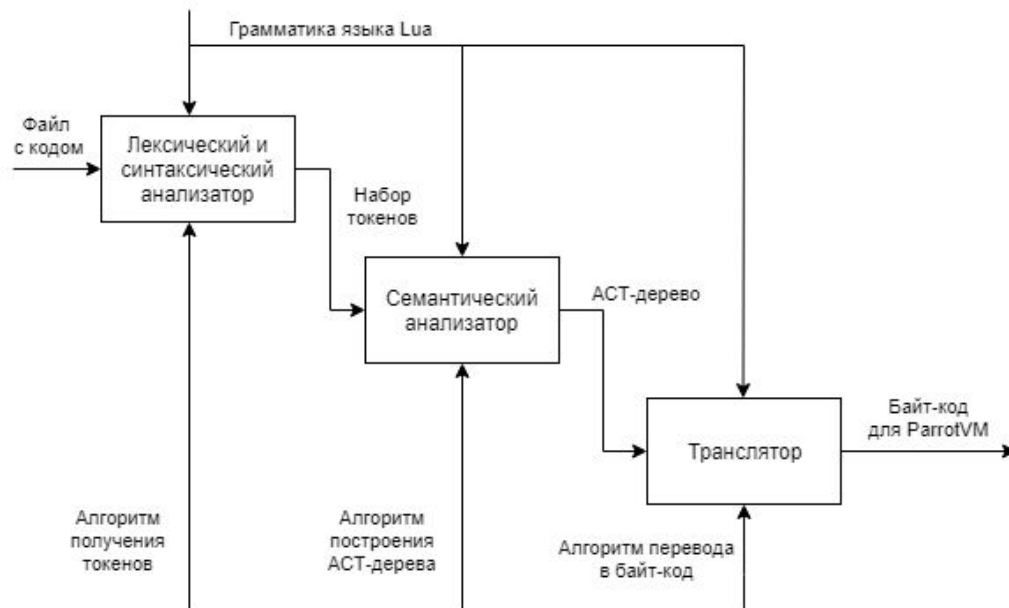 Грамматика языка Lua
Файл
с кодом
Лексический и
синтаксический
анализатор
Набор
токенов
Семантический
анализатор
АСТ-дерево
Транслятор
Байт-код
для ParrotVM
Алгоритм
получения
токенов
Алгоритм
построения
АСТ-дерева
Алгоритм перевода
в байт-код